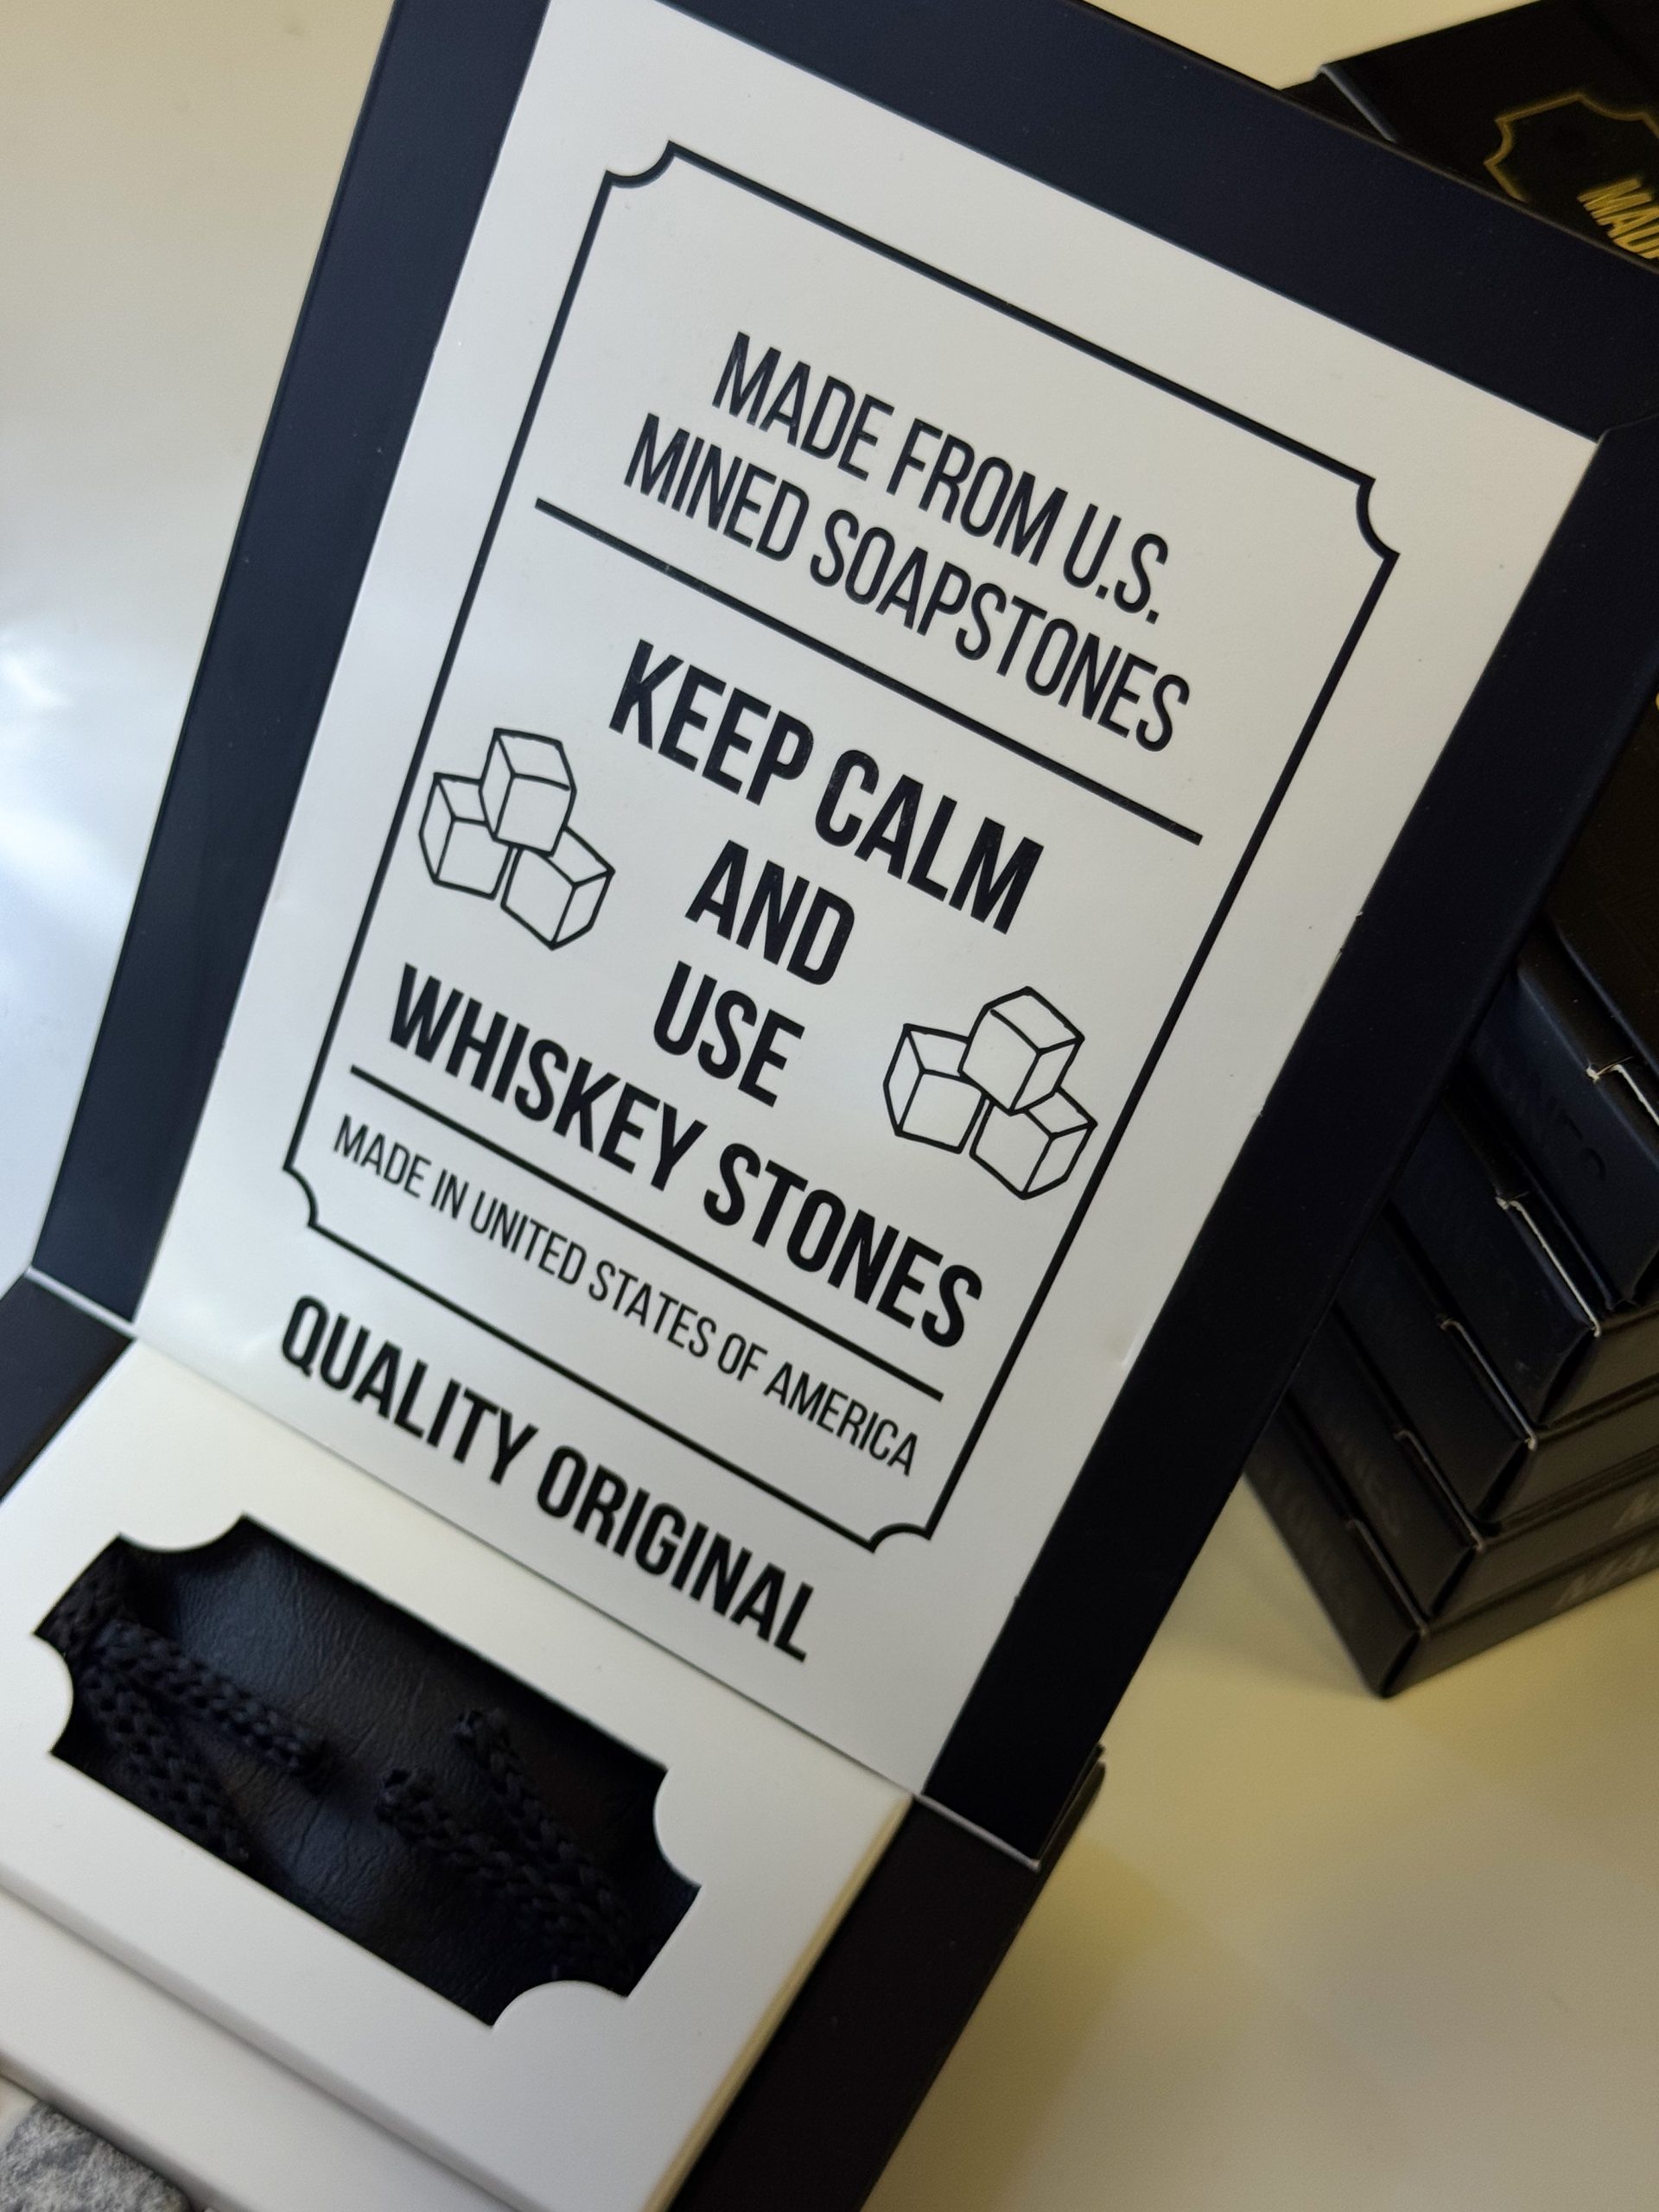 MADE FROM U.S.
MINED SOAPSTONES
KEEP CALM
AND
USE
WHISKEY STONES
MADE IN UNITED STATES OF AMERICA
QUALITY ORIGINAL